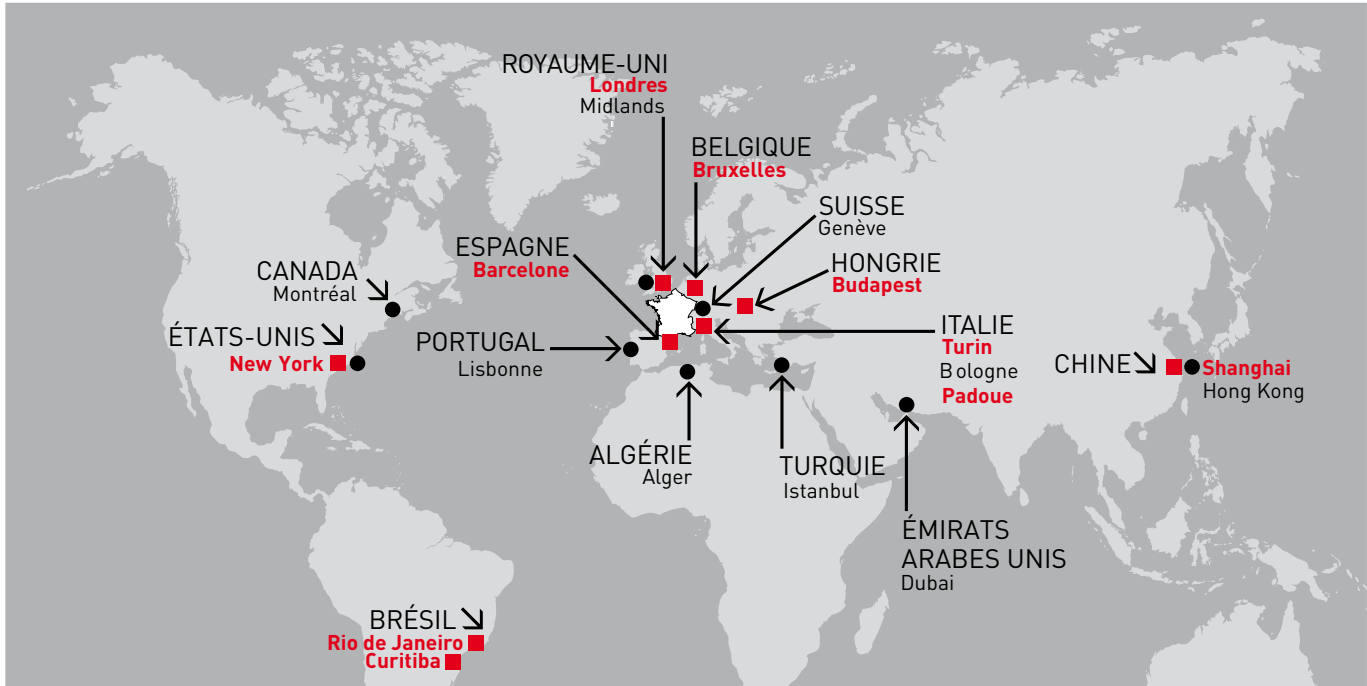 ROYAUME-UNI
Londres
Midlands
BELGIQUE
Bruxelles
SUISSE
Genève
ESPAGNE
Barcelone
HONGRIE
Budapest
CANADA
Montréal
ÉTATS-UNIS
New York
PORTUGAL
Lisbonne
ITALIE
Turin
Bologne
Padoue
CHINE
Shanghai
Hong Kong
ALGÉRIE
Alger
TURQUIE
Istanbul
ÉMIRATS
ARABES UNIS
Dubai
BRÉSIL
Rio de Janeiro
Curitiba